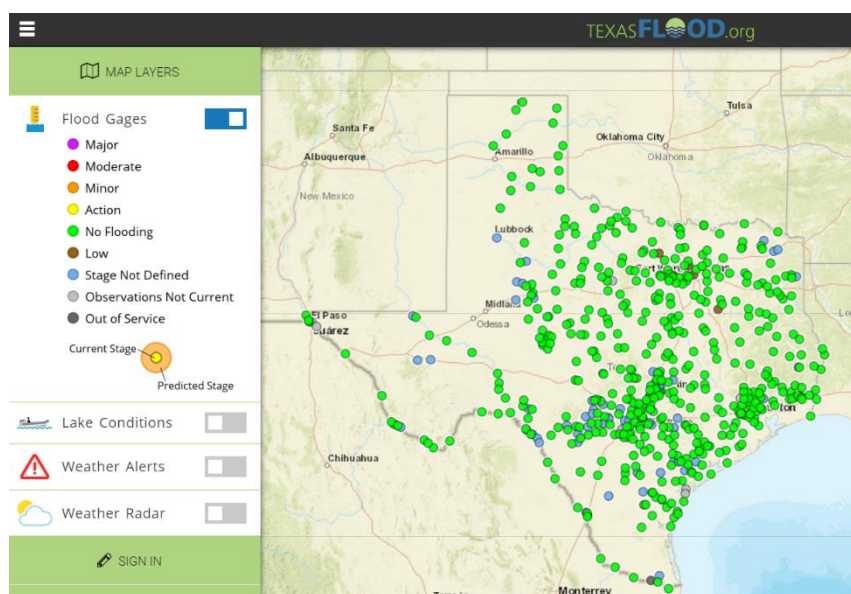 TEXASFLOOD.org
MAP LAYERS
Flood Gages
Major
Moderate
Minor
Action
No Flooding
Low
Stage Not Defined
Observations Not Current
Out of Service
Current Stage
Predicted Stage
Lake Conditions
Weather Alerts
Weather Radar
SIGN IN
Tulsa
Santa Fe
Oklahoma City
Albuquerque
Amarillo
Oklahoma
New Mexico
Lubbock
Odessa
El Paso
Chihuahua
Monterrey